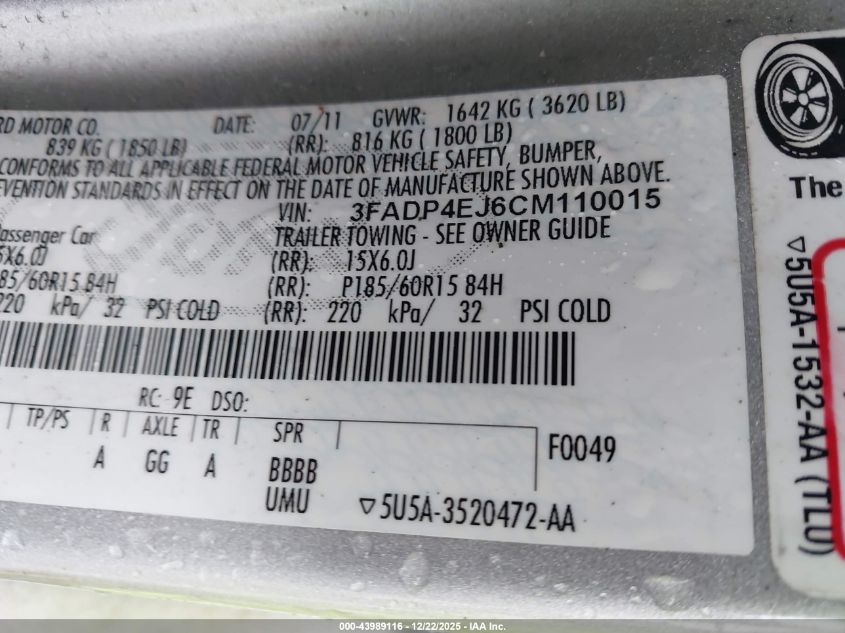 RD MOTOR CO. DATE: 07/11 GVWR: 1642 KG ( 3620 LB)
839 KG ( 1850 LB) (RR): 816 KG ( 1800 LB)
CONFORMS TO ALL APPLICABLE FEDERAL MOTOR VEHICLE SAFETY, BUMPER,
EVENTION STANDARDS IN EFFECT ON THE DATE OF MANUFACTURE SHOWN ABOVE.
VIN: 3FADP4EJ6CM110015
assenger Car TRAILER TOWING - SEE OWNER GUIDE
5X6.0J (RR): 15X6.0J
185/60R15 84H (RR): P185/60R15 84H
220 kPa/ 32 PSI COLD (RR): 220 kPa/ 32 PSI COLD
RC: 9E DSO:
TP/PS R AXLE TR SPR
A GG A BBBB F0049
UMU ▽5U5A-3520472-AA
The
▽5U5A-1532-AA (TLU)
000-43989116 - 12/22/2025 - IAA Inc.